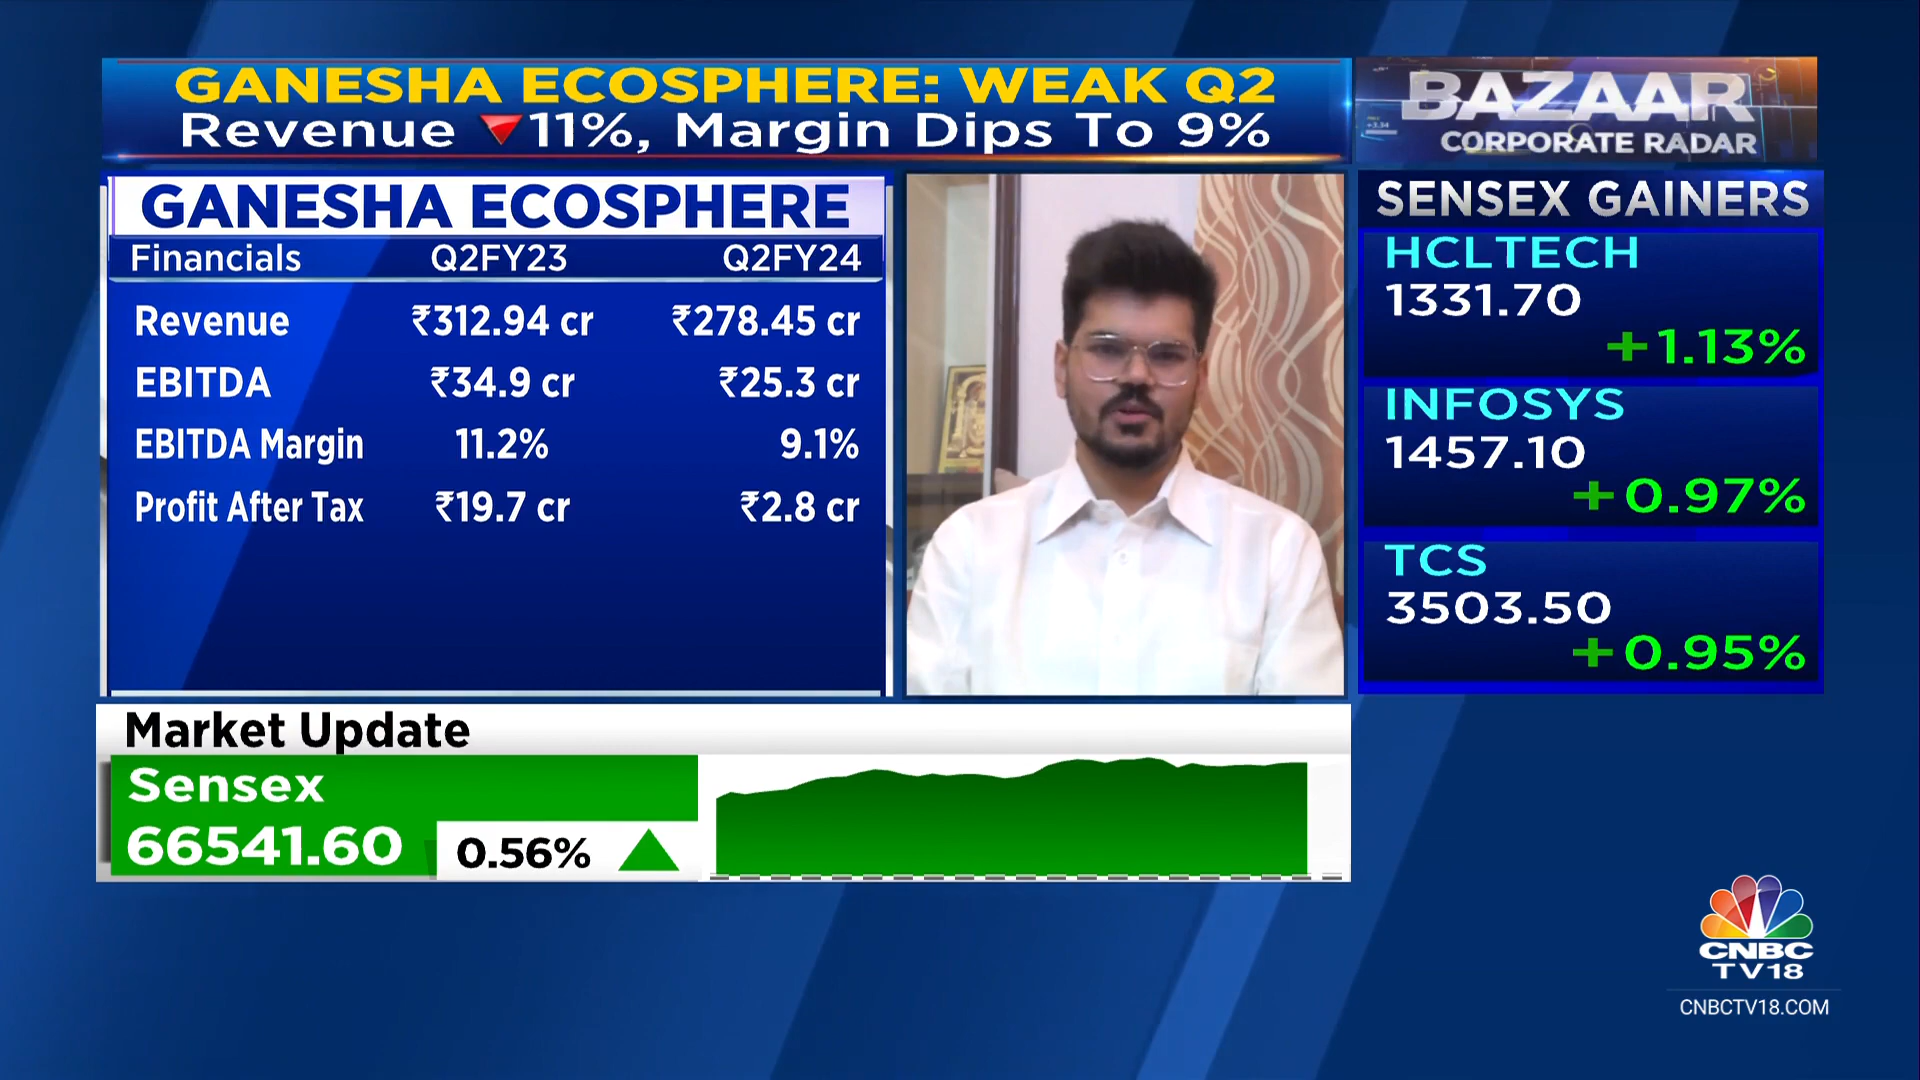 GANESHA ECOSPHERE: WEAK Q2
Revenue ▼11%, Margin Dips To 9%
BAZAAR
CORPORATE RADAR
GANESHA ECOSPHERE
Financials Q2FY23 Q2FY24
Revenue ₹312.94 cr ₹278.45 cr
EBITDA ₹34.9 cr ₹25.3 cr
EBITDA Margin 11.2% 9.1%
Profit After Tax ₹19.7 cr ₹2.8 cr
SENSEX GAINERS
HCLTECH
1331.70
+1.13%
INFOSYS
1457.10
+0.97%
TCS
3503.50
+0.95%
Market Update
Sensex
66541.60 0.56% ▲
CNBC
TV18
CNBCTV18.COM